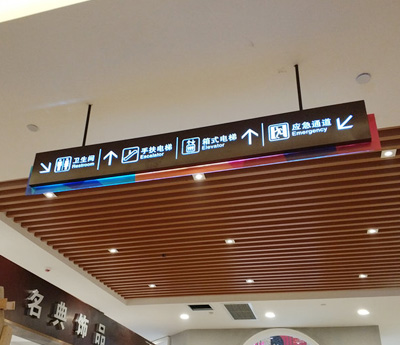 卫生间
Restroom
手扶电梯
Escalator
箱式电梯
Elevator
应急通道
Emergency
名典饰品